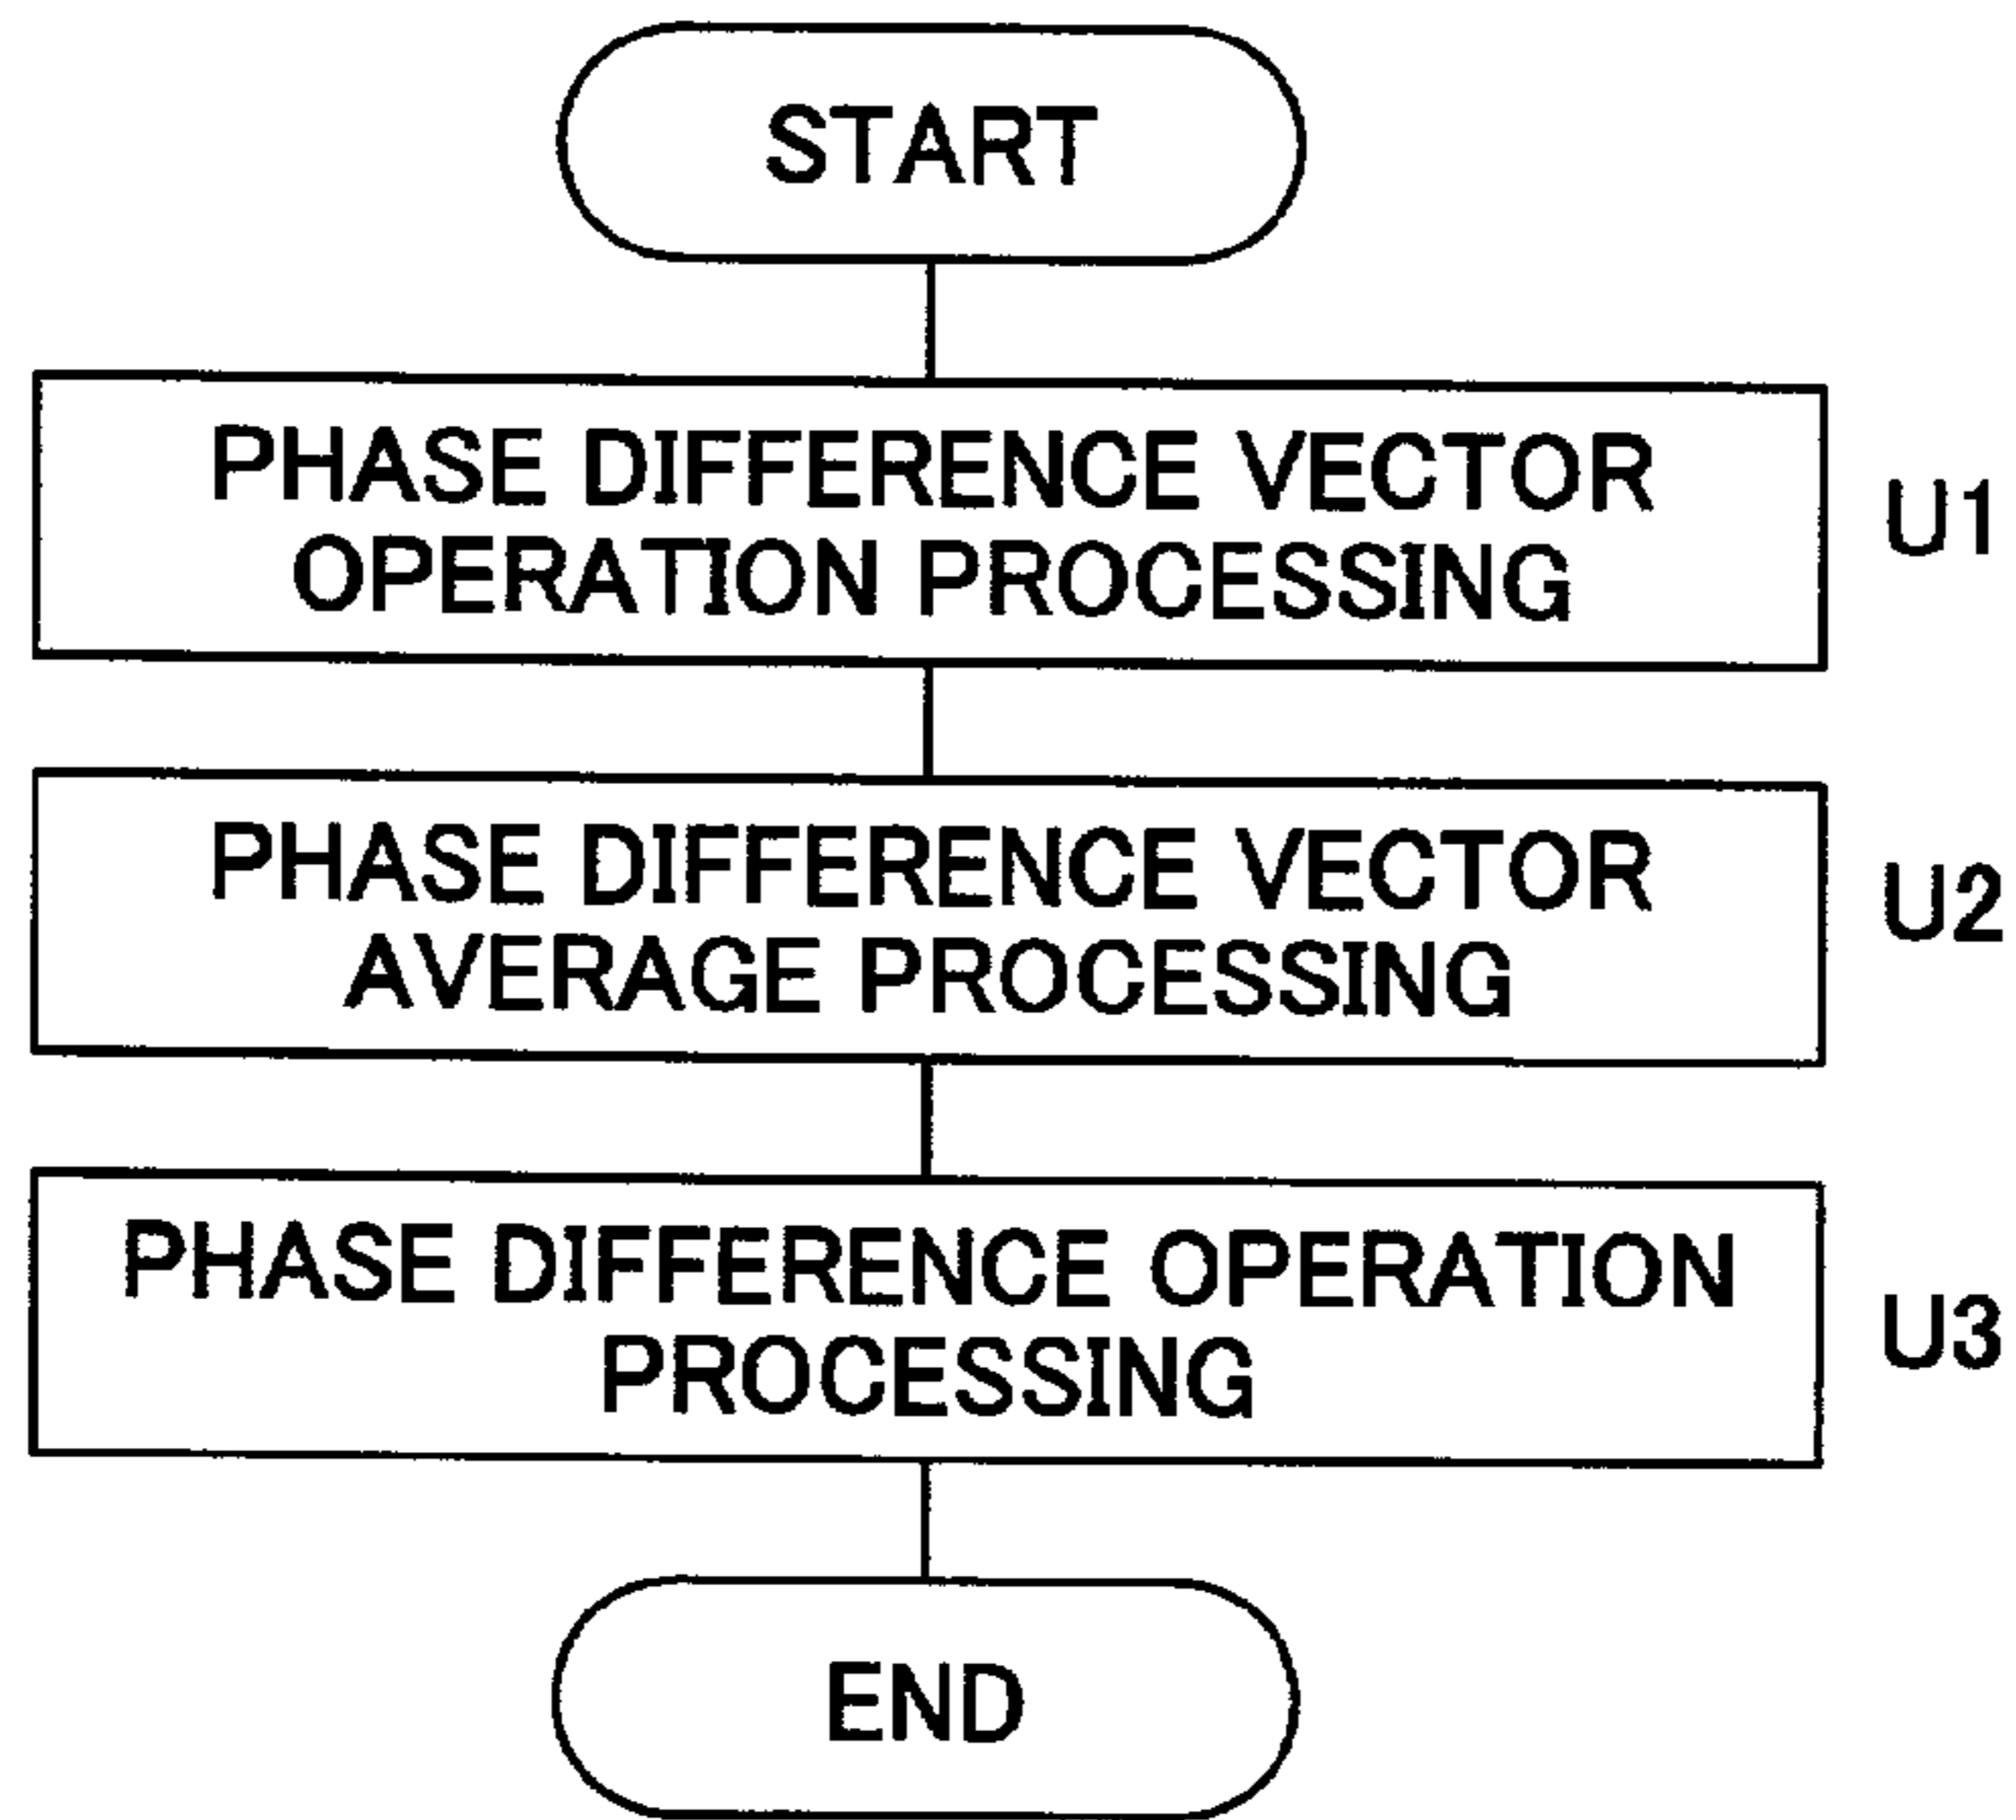 START
PHASE DIFFERENCE VECTOR
OPERATION PROCESSING
U1
PHASE DIFFERENCE VECTOR
AVERAGE PROCESSING
U2
PHASE DIFFERENCE OPERATION
PROCESSING
U3
END